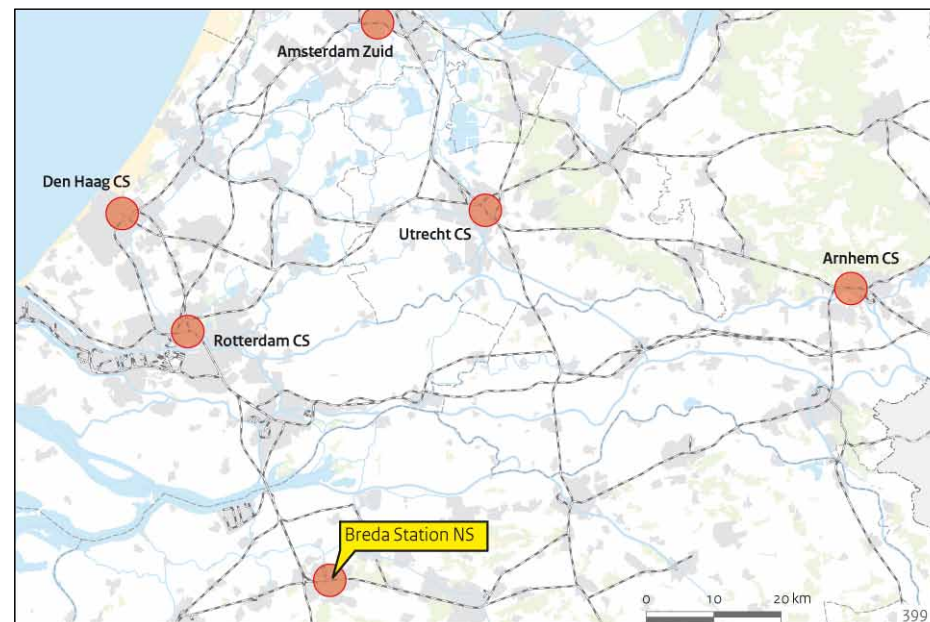 Amsterdam Zuid
Den Haag CS
Utrecht CS
Arnhem CS
Rotterdam CS
Breda Station NS
0 10 20 km
399